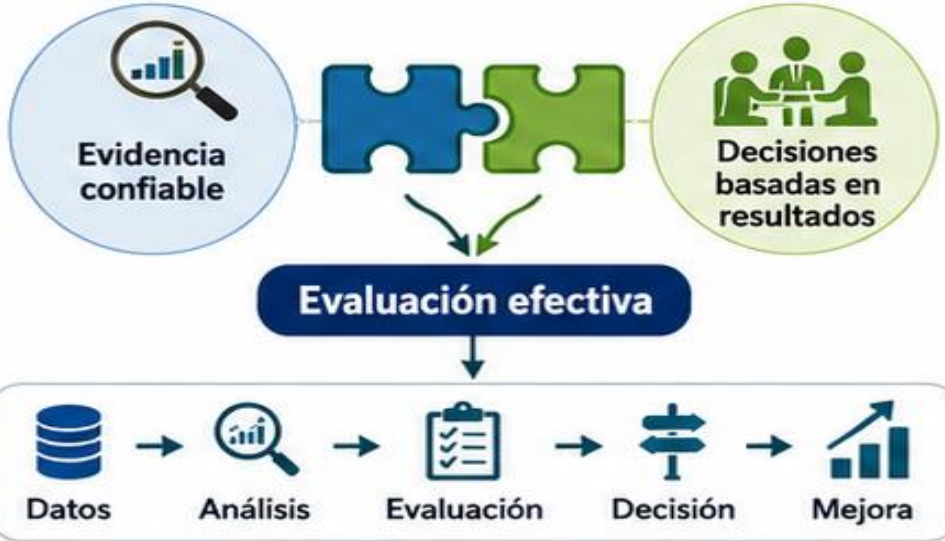 Evidencia
confiable
Decisiones
basadas en
resultados
Evaluación efectiva
Datos
Análisis
Evaluación
Decisión
Mejora